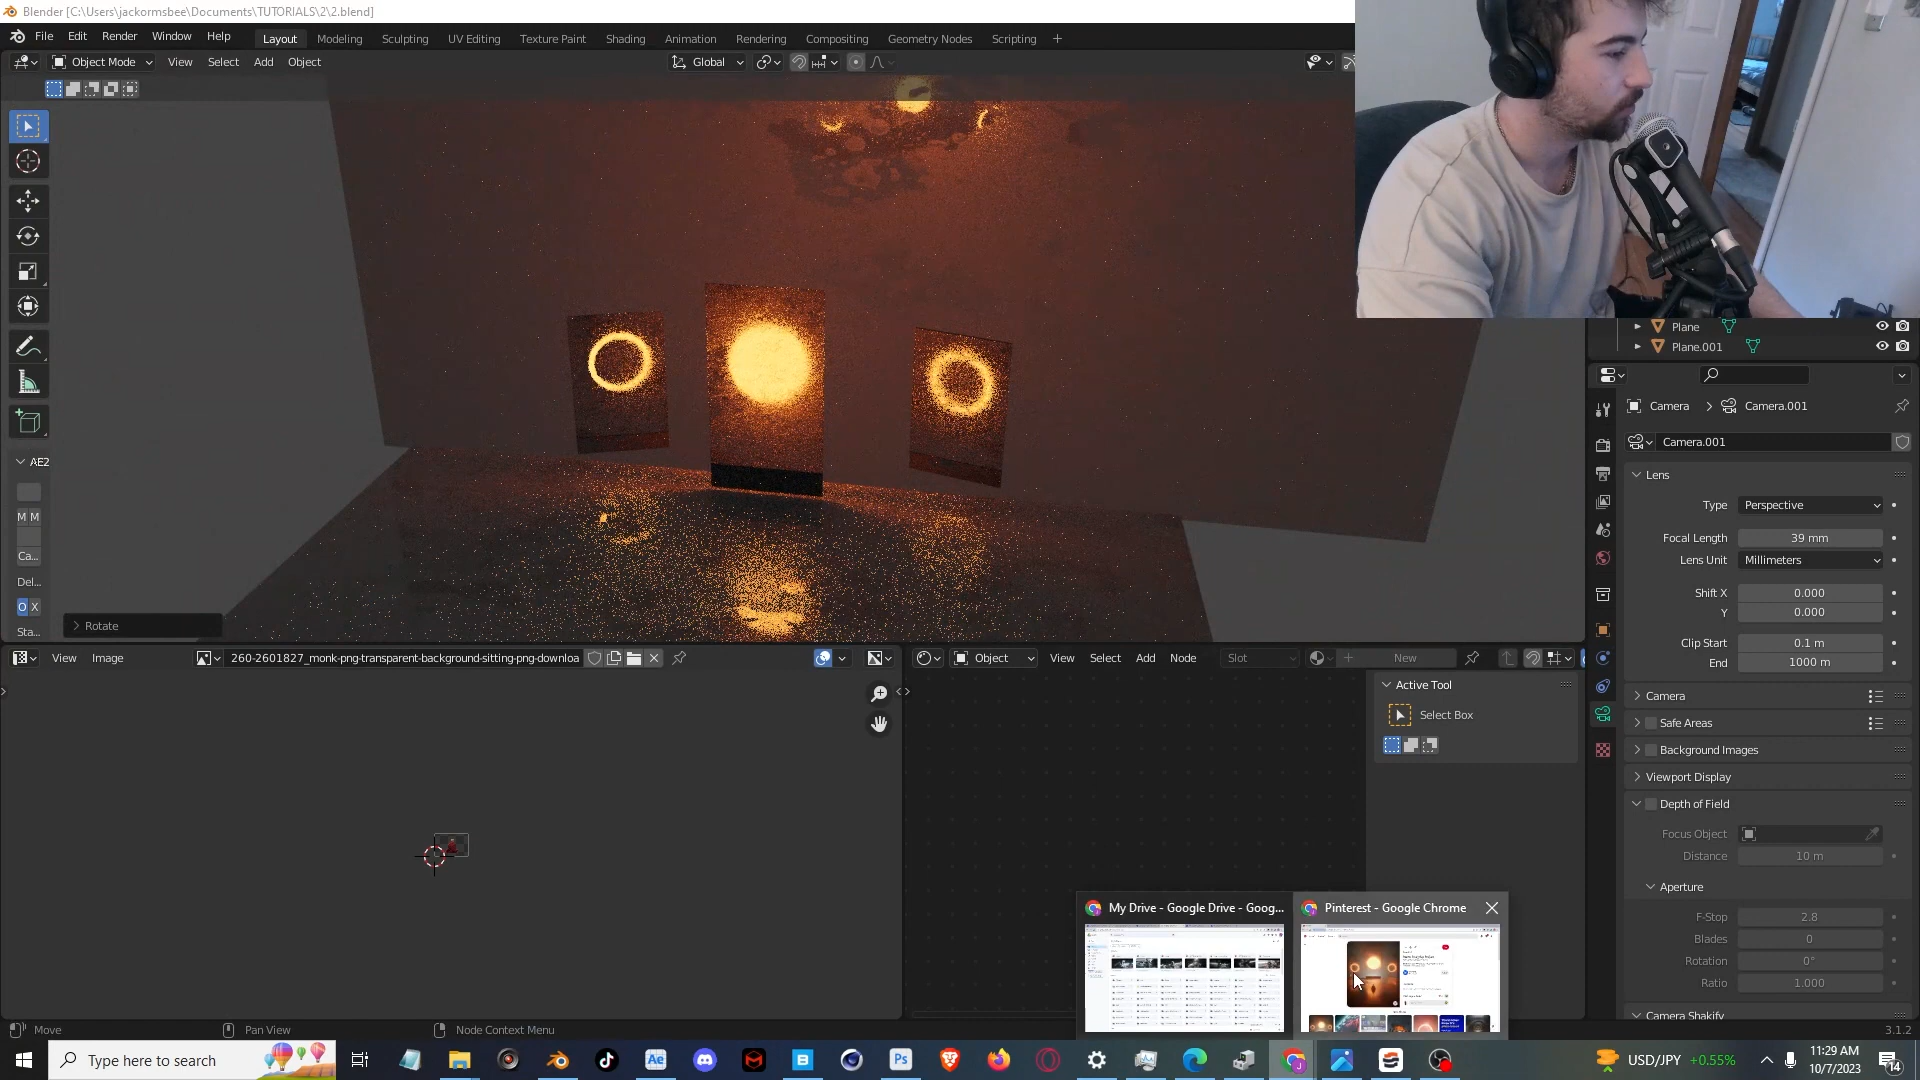 Blender [C:\Users\jackormsbee\Documents\TUTORIALS\2\2.blend]
File Edit Render Window Help Layout Modeling Sculpting UV Editing Texture Paint Shading Animation Rendering Compositing Geometry Nodes Scripting +
Object Mode View Select Add Object Global
AE2
M M
Ca...
Del...
O X
Sta...
Rotate
Plane
Plane.001
Camera > Camera.001
Camera.001
Lens
Type Perspective
Focal Length 39 mm
Lens Unit Millimeters
Shift X 0.000
Y 0.000
Clip Start 0.1 m
End 1000 m
Camera
Safe Areas
Background Images
Viewport Display
Depth of Field
Focus Object
Distance 10 m
Aperture
F-Stop 2.8
Blades 0
Rotation 0°
Ratio 1.000
Camera Shakify
View Image 260-2601827_monk-png-transparent-background-sitting-png-downloa
Object View Select Add Node Slot New
Active Tool
Select Box
My Drive - Google Drive - Goog...
Pinterest - Google Chrome
Move Pan View Node Context Menu 3.1.2
Type here to search
Ae Ps
USD/JPY +0.55%
11:29 AM
10/7/2023
14